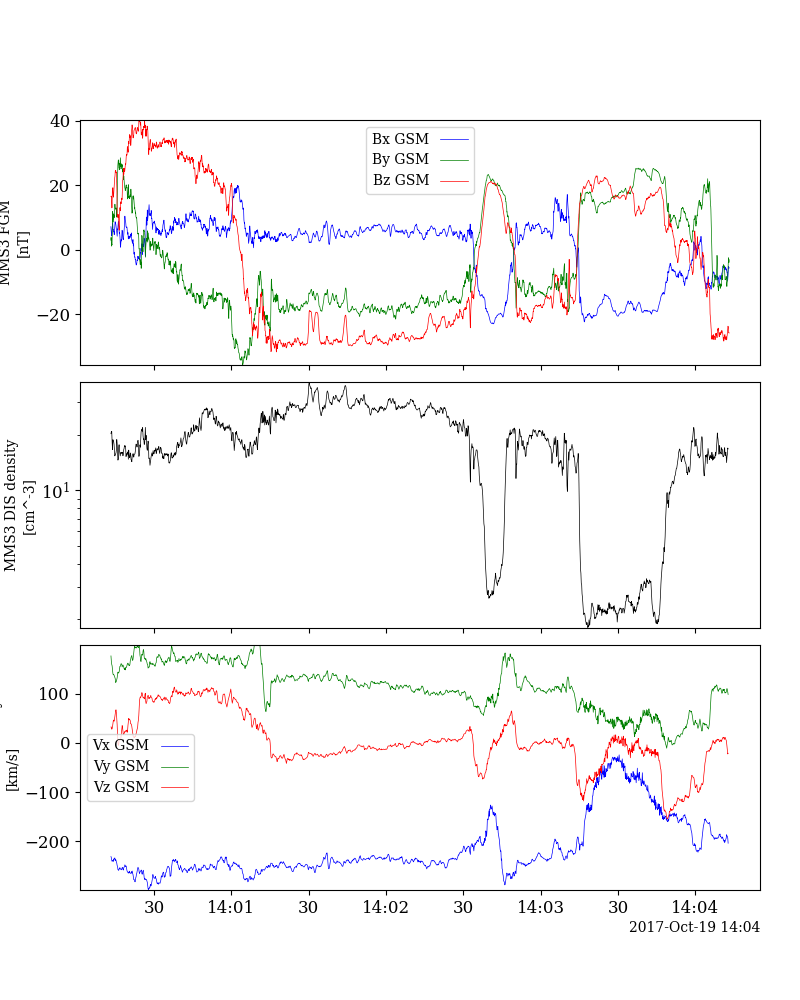 40
20
0
−20
MMS3 FGM
[nT]
Bx GSM
By GSM
Bz GSM
10^1
MMS3 DIS density
[cm^-3]
100
0
−100
−200
[km/s]
Vx GSM
Vy GSM
Vz GSM
30 14:01 30 14:02 30 14:03 30 14:04
2017-Oct-19 14:04